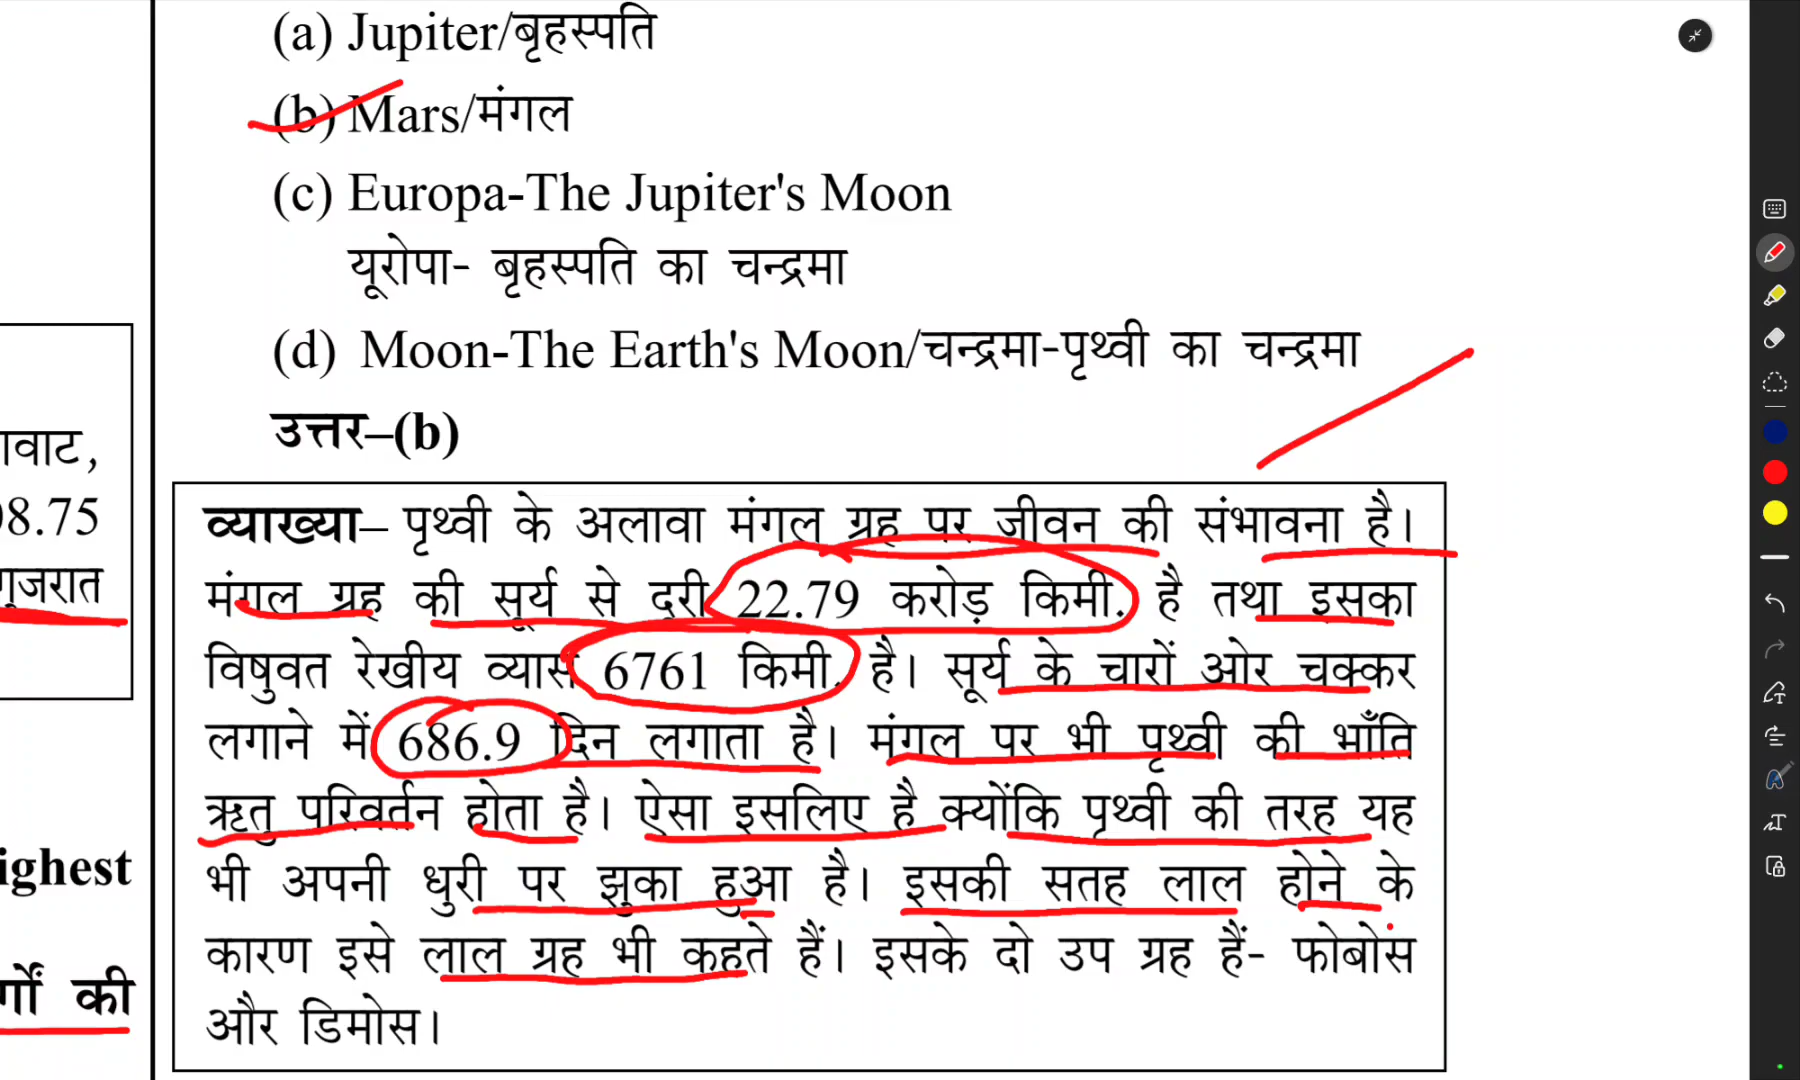 (a) Jupiter/बृहस्पति
(b) Mars/मंगल
(c) Europa-The Jupiter's Moon
यूरोपा- बृहस्पति का चन्द्रमा
(d) Moon-The Earth's Moon/चन्द्रमा-पृथ्वी का चन्द्रमा
उत्तर–(b)
व्याख्या– पृथ्वी के अलावा मंगल ग्रह पर जीवन की संभावना है।
मंगल ग्रह की सूर्य से दूरी 22.79 करोड़ किमी. है तथा इसका
विषुवत रेखीय व्यास 6761 किमी. है। सूर्य के चारों ओर चक्कर
लगाने में 686.9 दिन लगाता है। मंगल पर भी पृथ्वी की भाँति
ऋतु परिवर्तन होता है। ऐसा इसलिए है क्योंकि पृथ्वी की तरह यह
भी अपनी धुरी पर झुका हुआ है। इसकी सतह लाल होने के
कारण इसे लाल ग्रह भी कहते हैं। इसके दो उप ग्रह हैं- फोबोस
और डिमोस।
8.75
गुजरात
की